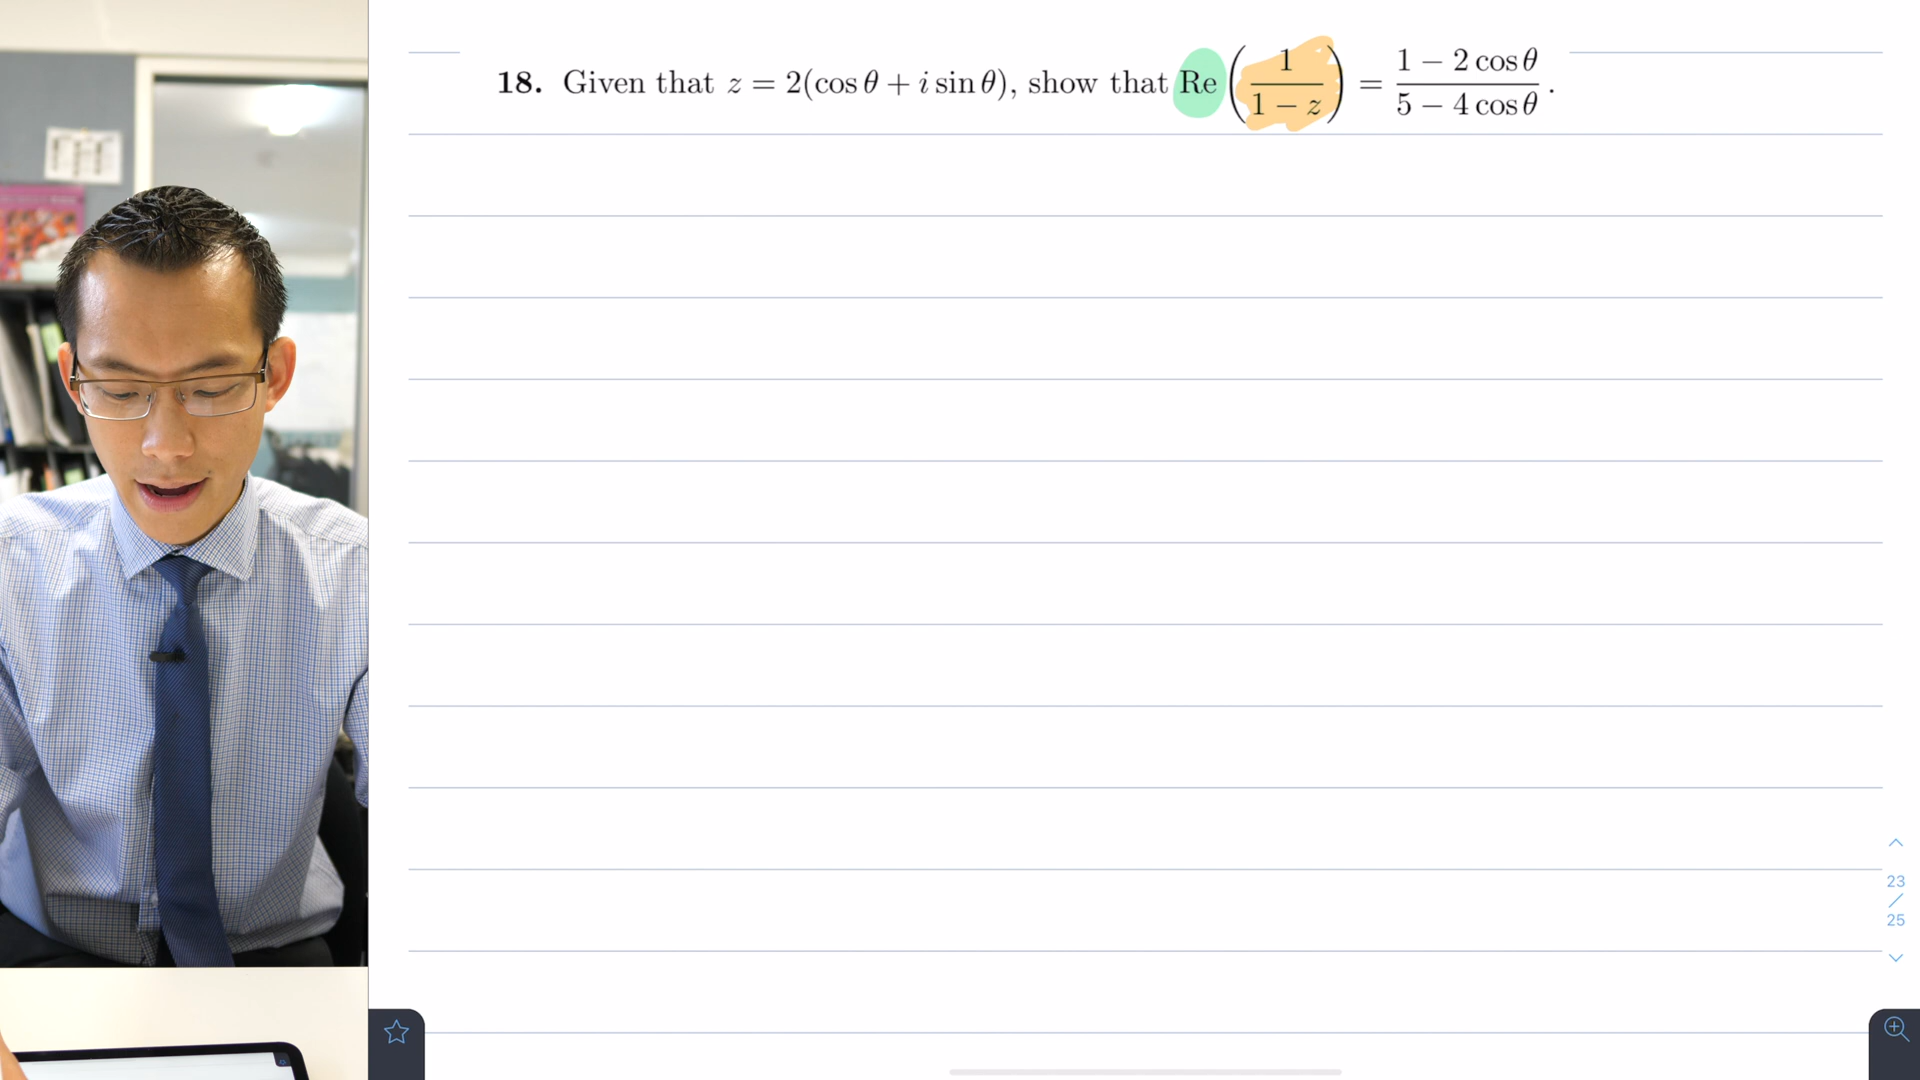 18. Given that z = 2(cos θ + i sin θ), show that Re(1/(1 − z)) = (1 − 2 cos θ)/(5 − 4 cos θ).
23
/
25